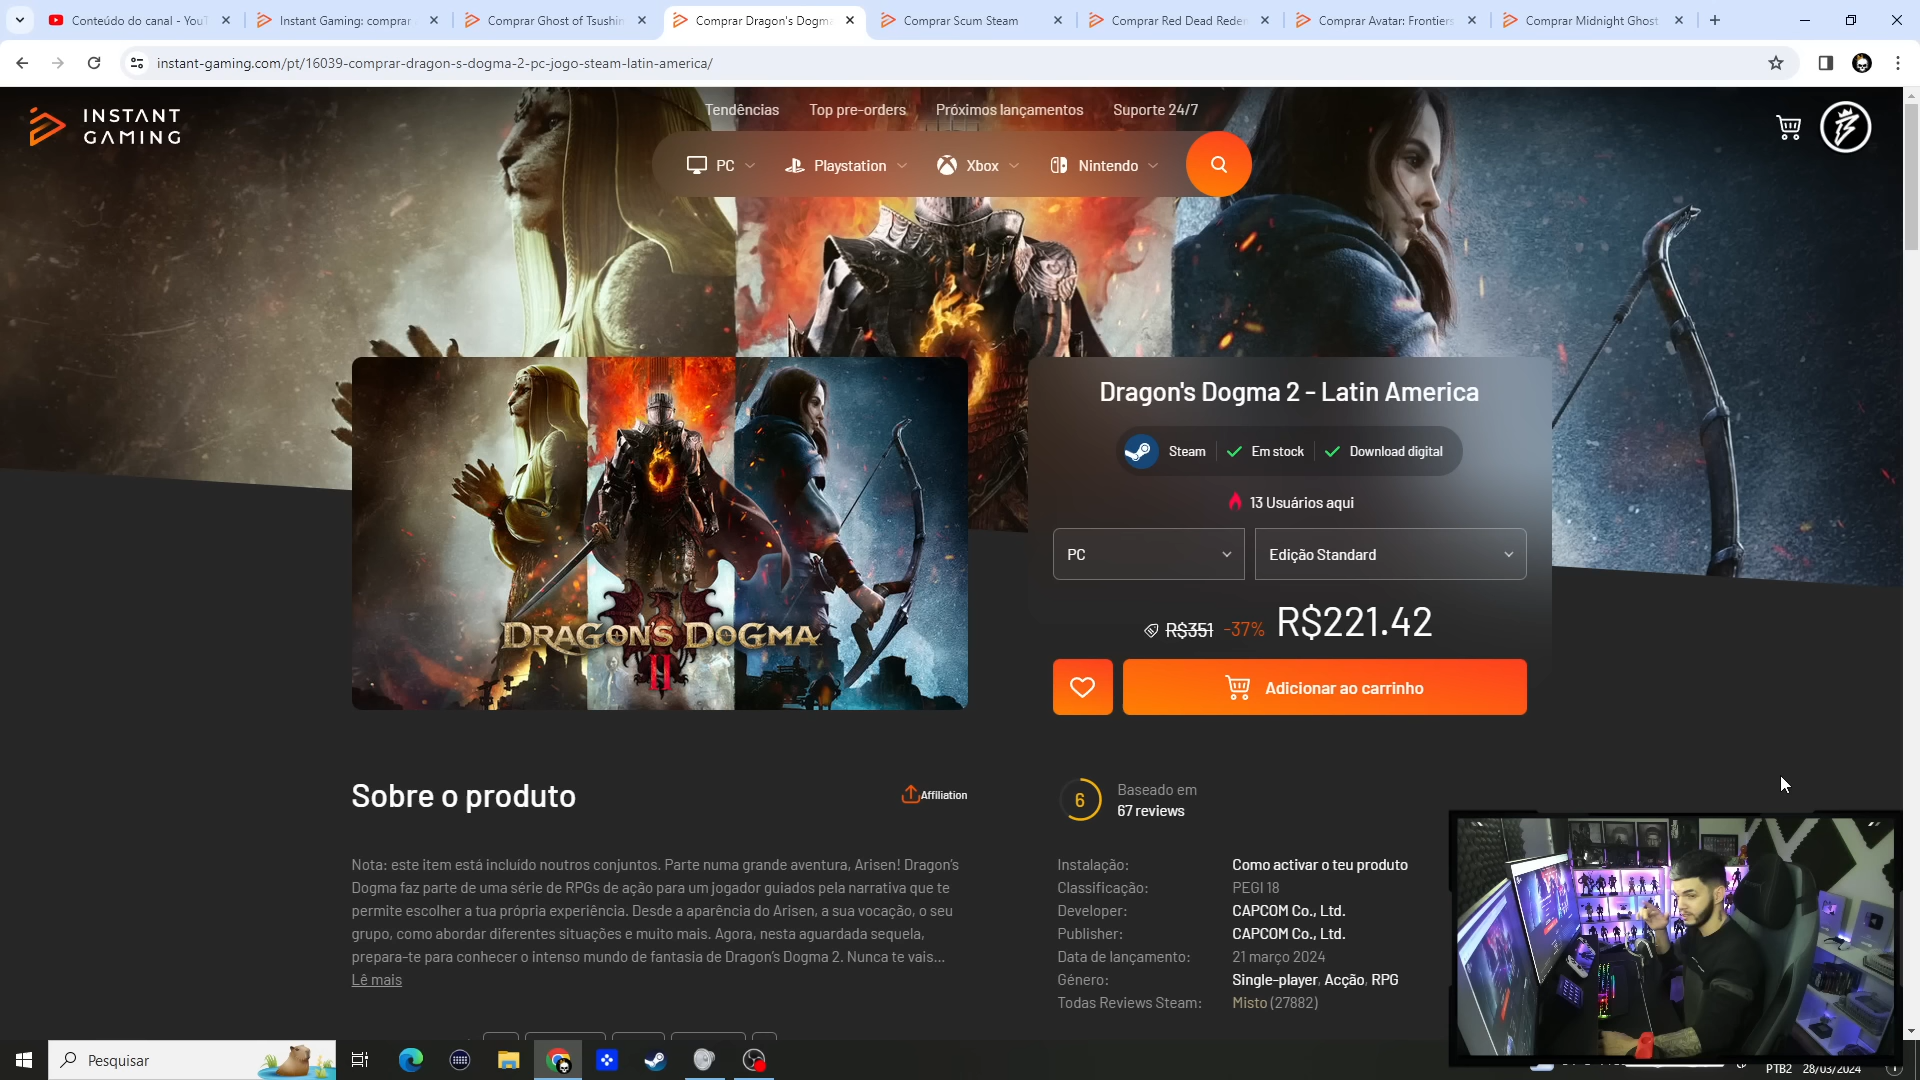 Conteúdo do canal - You
Instant Gaming: comprar
Comprar Ghost of Tsushim
Comprar Dragon's Dogma
Comprar Scum Steam
Comprar Red Dead Reden
Comprar Avatar: Frontiers
Comprar Midnight Ghost
instant-gaming.com/pt/16039-comprar-dragon-s-dogma-2-pc-jogo-steam-latin-america/
INSTANT
GAMING
Tendências
Top pre-orders
Próximos lançamentos
Suporte 24/7
PC
Playstation
Xbox
Nintendo
DRAGON'S DOGMA
II
Dragon's Dogma 2 - Latin America
Steam
Em stock
Download digital
13 Usuários aqui
PC
Edição Standard
R$351 -37% R$221.42
Adicionar ao carrinho
Sobre o produto
Affiliation
Nota: este item está incluído noutros conjuntos. Parte numa grande aventura, Arisen! Dragon's
Dogma faz parte de uma série de RPGs de ação para um jogador guiados pela narrativa que te
permite escolher a tua própria experiência. Desde a aparência do Arisen, a sua vocação, o seu
grupo, como abordar diferentes situações e muito mais. Agora, nesta aguardada sequela,
prepara-te para conhecer o intenso mundo de fantasia de Dragon's Dogma 2. Nunca te vais...
Lê mais
6
Baseado em
67 reviews
Instalação: Como activar o teu produto
Classificação: PEGI 18
Developer: CAPCOM Co., Ltd.
Publisher: CAPCOM Co., Ltd.
Data de lançamento: 21 março 2024
Género: Single-player, Acção, RPG
Todas Reviews Steam: Misto (27882)
Pesquisar
PTB2
28/03/2024